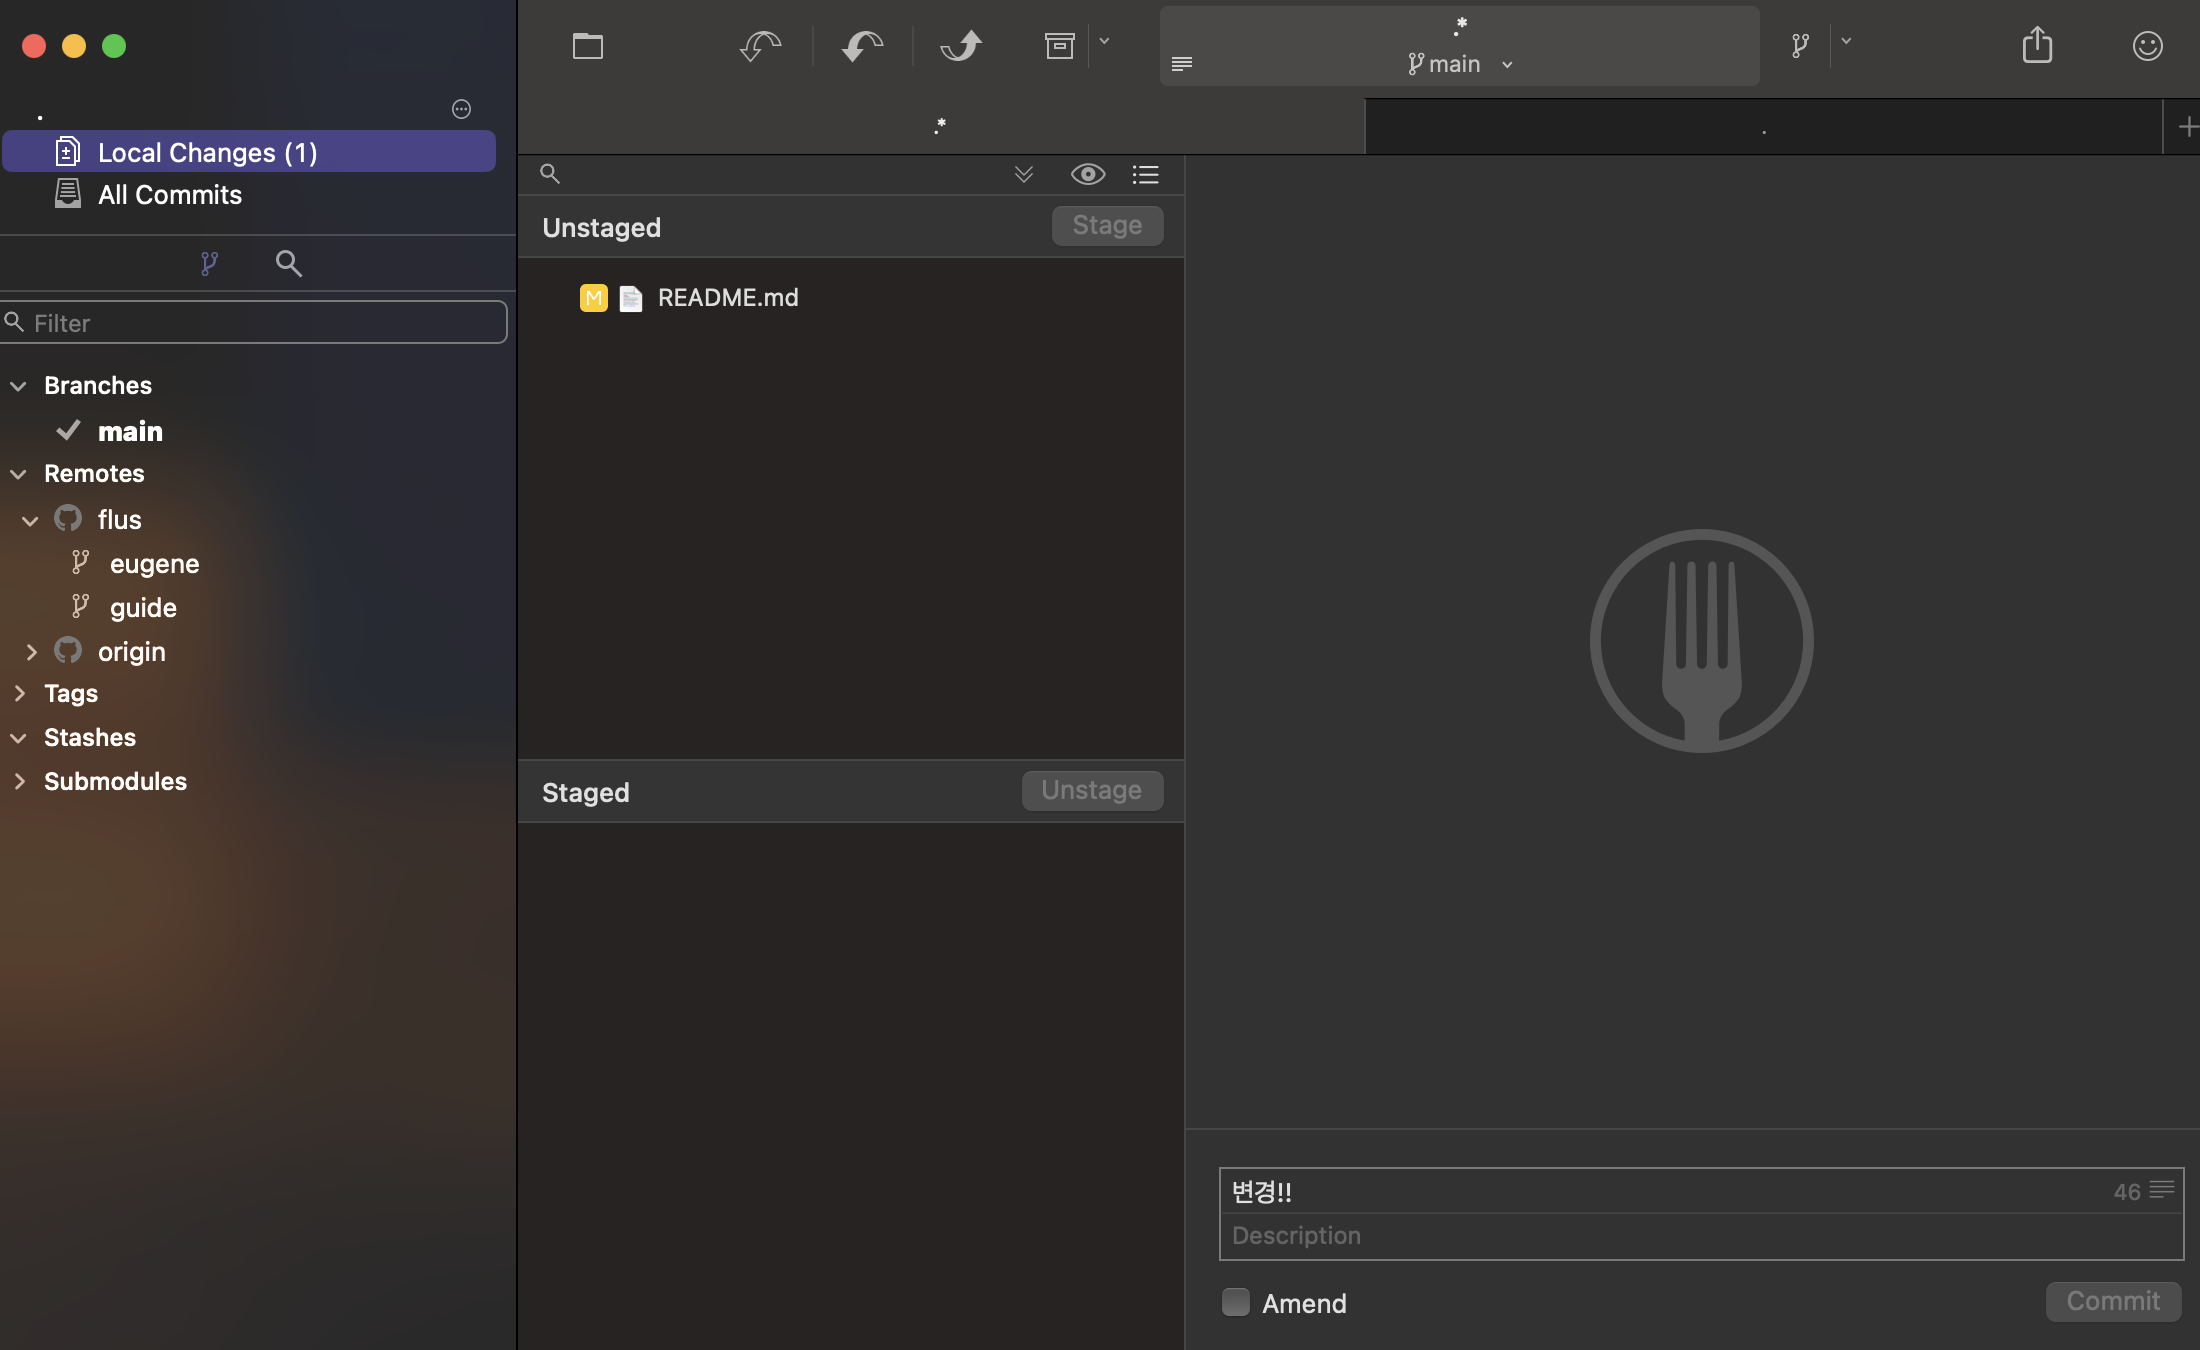 .
Local Changes (1)
All Commits
Filter
Branches
main
Remotes
flus
eugene
guide
origin
Tags
Stashes
Submodules
.*
main
.*
.
Unstaged
Stage
M README.md
Staged
Unstage
변경!!
46
Description
Amend
Commit